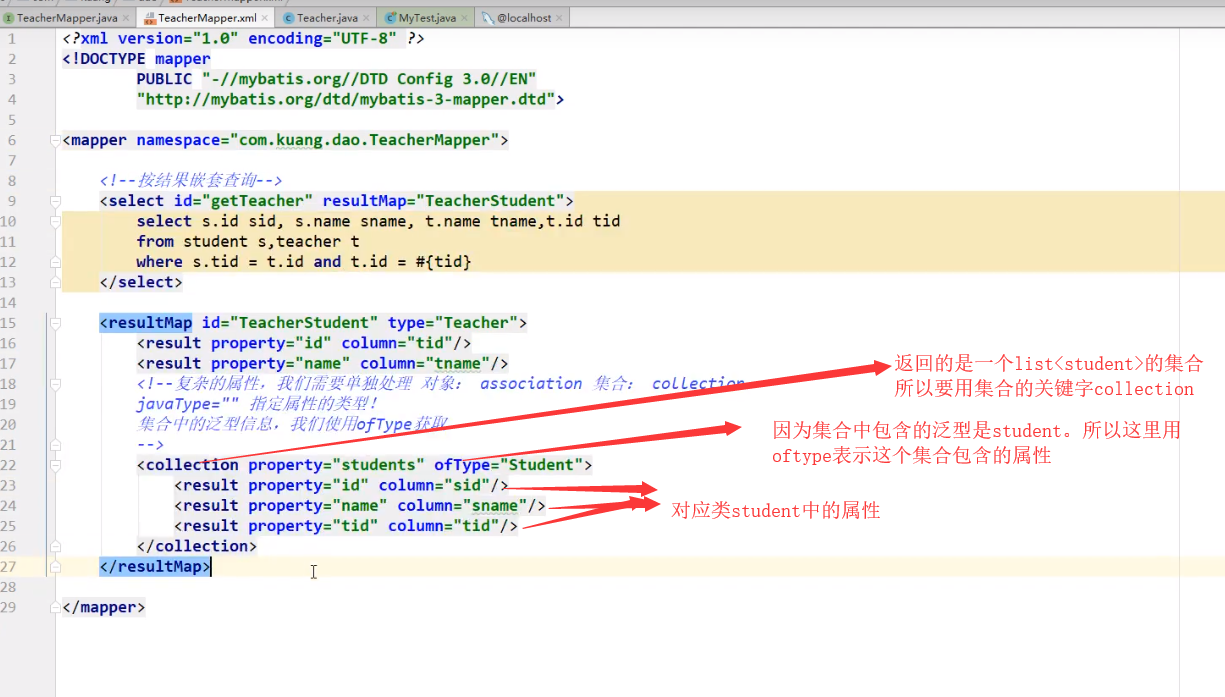 TeacherMapper.java × TeacherMapper.xml × Teacher.java × MyTest.java × @localhost ×
1 <?xml version="1.0" encoding="UTF-8" ?>
2 <!DOCTYPE mapper
3 PUBLIC "-//mybatis.org//DTD Config 3.0//EN"
4 "http://mybatis.org/dtd/mybatis-3-mapper.dtd">
5
6 <mapper namespace="com.kuang.dao.TeacherMapper">
7
8 <!--按结果嵌套查询-->
9 <select id="getTeacher" resultMap="TeacherStudent">
10 select s.id sid, s.name sname, t.name tname,t.id tid
11 from student s,teacher t
12 where s.tid = t.id and t.id = #{tid}
13 </select>
14
15 <resultMap id="TeacherStudent" type="Teacher">
16 <result property="id" column="tid"/>
17 <result property="name" column="tname"/>
18 <!--复杂的属性，我们需要单独处理 对象： association 集合： collection
19 javaType="" 指定属性的类型！
20 集合中的泛型信息，我们使用ofType获取
21 -->
22 <collection property="students" ofType="Student">
23 <result property="id" column="sid"/>
24 <result property="name" column="sname"/>
25 <result property="tid" column="tid"/>
26 </collection>
27 </resultMap>
28
29 </mapper>
返回的是一个list<student>的集合
所以要用集合的关键字collection
因为集合中包含的泛型是student。所以这里用
oftype表示这个集合包含的属性
对应类student中的属性